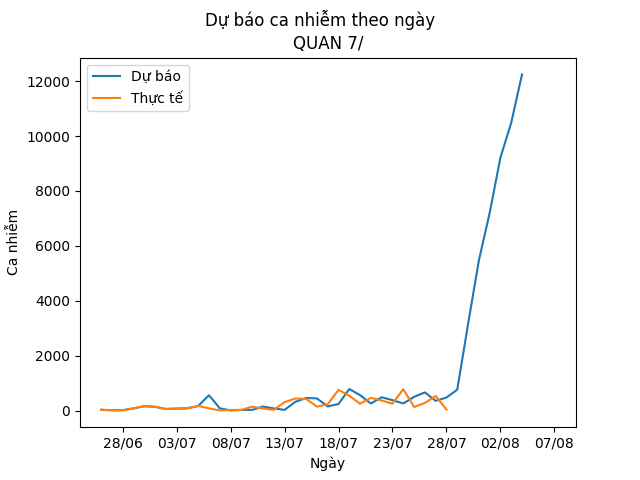 Dự báo ca nhiễm theo ngày
QUAN 7/
Dự báo
Thực tế
12000
10000
8000
6000
4000
2000
0
Ca nhiễm
28/06 03/07 08/07 13/07 18/07 23/07 28/07 02/08 07/08
Ngày